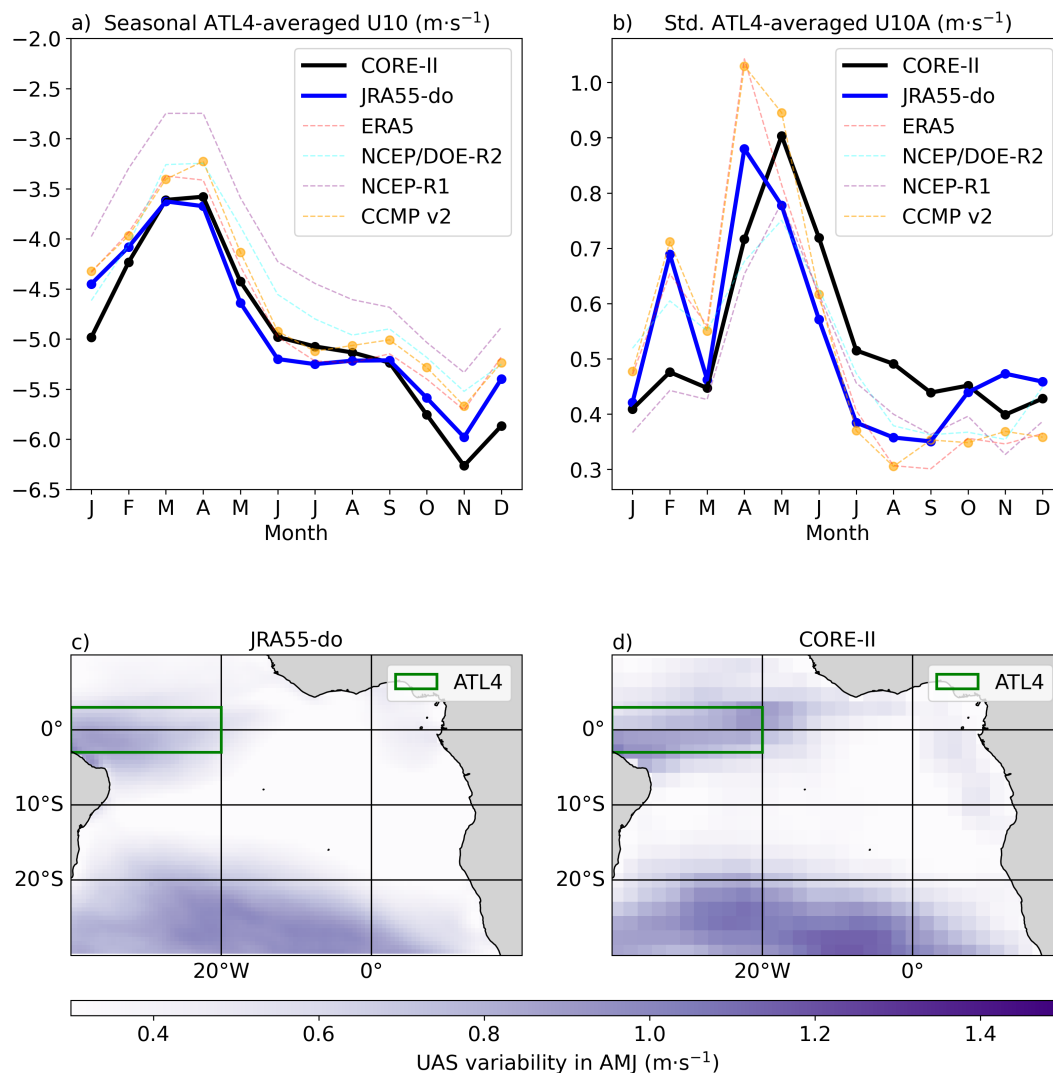 a)  Seasonal ATL4-averaged U10 (m·s⁻¹)
−2.0
−2.5
−3.0
−3.5
−4.0
−4.5
−5.0
−5.5
−6.0
−6.5
CORE-II
JRA55-do
ERA5
NCEP/DOE-R2
NCEP-R1
CCMP v2
J F M A M J J A S O N D
Month
b)  Std. ATL4-averaged U10A (m·s⁻¹)
1.0
0.9
0.8
0.7
0.6
0.5
0.4
0.3
CORE-II
JRA55-do
ERA5
NCEP/DOE-R2
NCEP-R1
CCMP v2
J F M A M J J A S O N D
Month
c) JRA55-do
ATL4
0°
10°S
20°S
20°W 0°
d) CORE-II
ATL4
0°
10°S
20°S
20°W 0°
0.4 0.6 0.8 1.0 1.2 1.4
UAS variability in AMJ (m·s⁻¹)